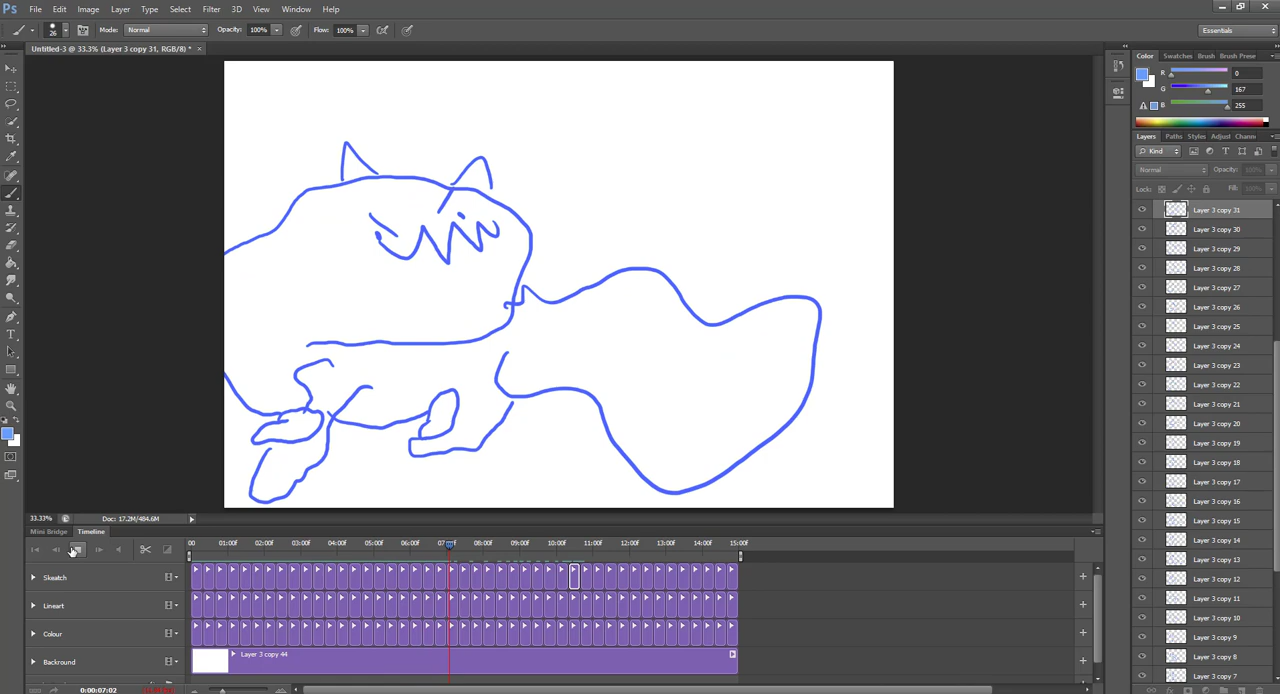 Ps File Edit Image Layer Type Select Filter 3D View Window Help
26 Mode: Normal Opacity: 100% Flow: 100% Essentials
Untitled-3 @ 33.3% (Layer 3 copy 31, RGB/8) * ×
Color Swatches Brush Brush Prese
R 0
G 167
B 255
Layers Paths Styles Adjust Chann
Kind
Normal Opacity: 100%
Lock: Fill: 100%
Layer 3 copy 31
Layer 3 copy 30
Layer 3 copy 29
Layer 3 copy 28
Layer 3 copy 27
Layer 3 copy 26
Layer 3 copy 25
Layer 3 copy 24
Layer 3 copy 23
Layer 3 copy 22
Layer 3 copy 21
Layer 3 copy 20
Layer 3 copy 19
Layer 3 copy 18
Layer 3 copy 17
Layer 3 copy 16
Layer 3 copy 15
Layer 3 copy 14
Layer 3 copy 13
Layer 3 copy 12
Layer 3 copy 11
Layer 3 copy 10
Layer 3 copy 9
Layer 3 copy 8
Layer 3 copy 7
33.33% Doc: 17.2M/484.6M
Mini Bridge Timeline
00 01:00f 02:00f 03:00f 04:00f 05:00f 06:00f 07:00f 08:00f 09:00f 10:00f 11:00f 12:00f 13:00f 14:00f 15:00f
Skeatch
Lineart
Colour
Backround Layer 3 copy 44
0:00:07:02